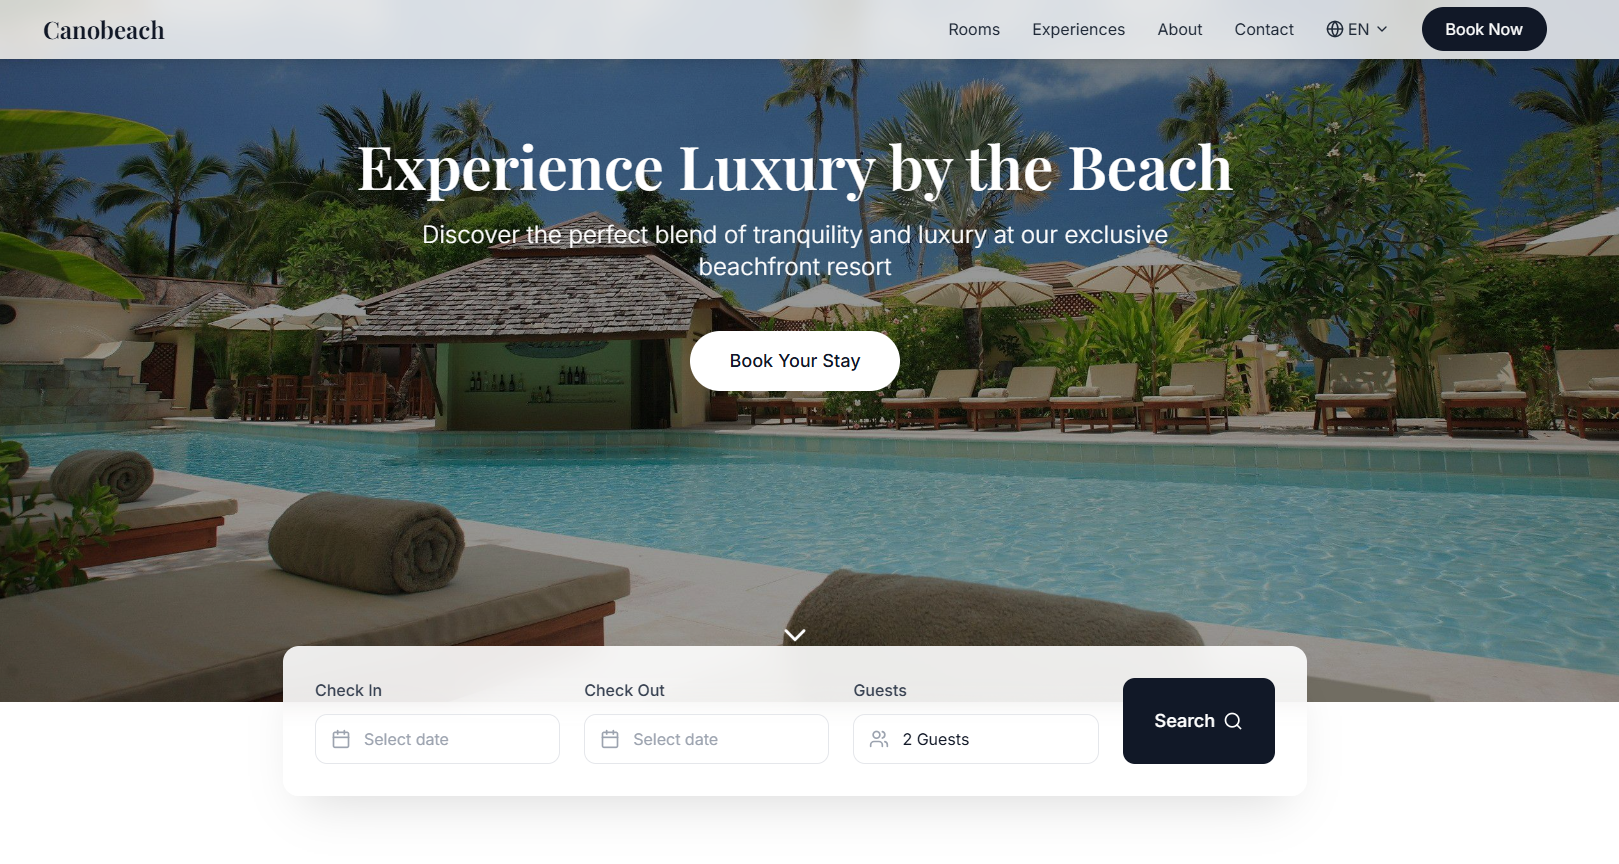 Canobeach
Rooms
Experiences
About
Contact
EN
Book Now
Experience Luxury by the Beach
Discover the perfect blend of tranquility and luxury at our exclusive
beachfront resort
Book Your Stay
Check In
Check Out
Guests
Select date
Select date
2 Guests
Search